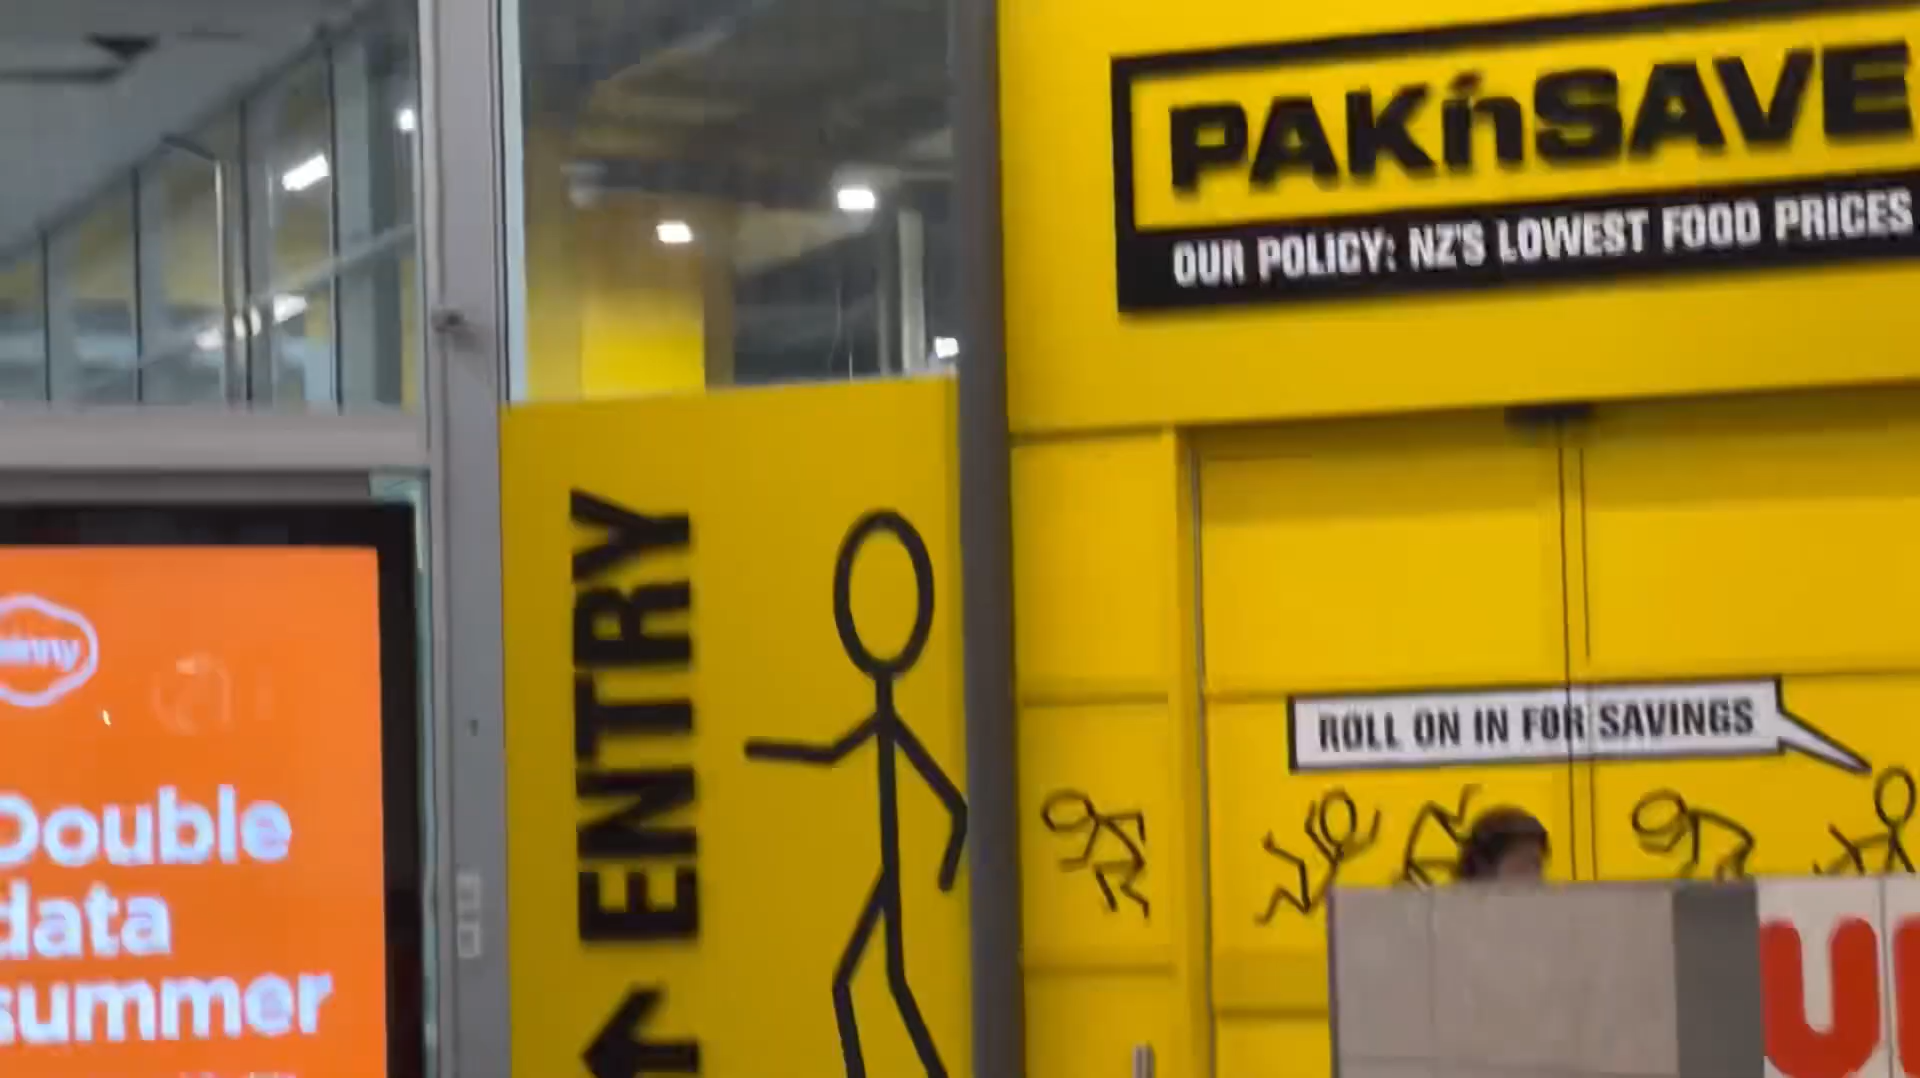 PAK'nSAVE
OUR POLICY: NZ'S LOWEST FOOD PRICES
ENTRY
ROLL ON IN FOR SAVINGS
Double
data
summer